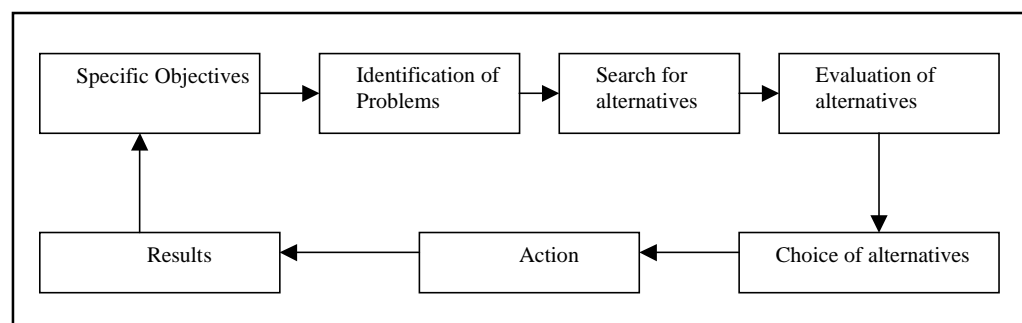 Specific Objectives
Identification of
Problems
Search for
alternatives
Evaluation of
alternatives
Results
Action
Choice of alternatives